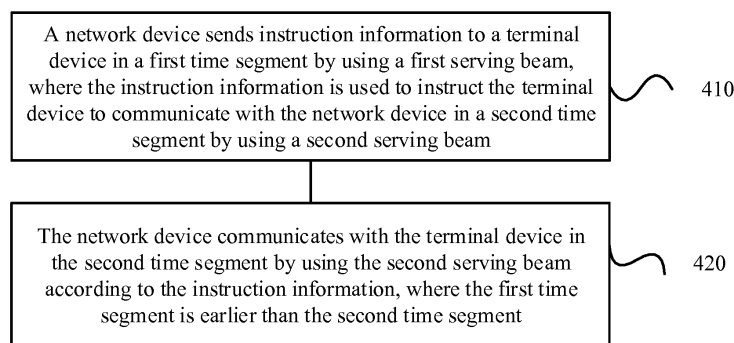 A network device sends instruction information to a terminal
device in a first time segment by using a first serving beam,
where the instruction information is used to instruct the terminal
device to communicate with the network device in a second time
segment by using a second serving beam
410
The network device communicates with the terminal device in
the second time segment by using the second serving beam
according to the instruction information, where the first time
segment is earlier than the second time segment
420